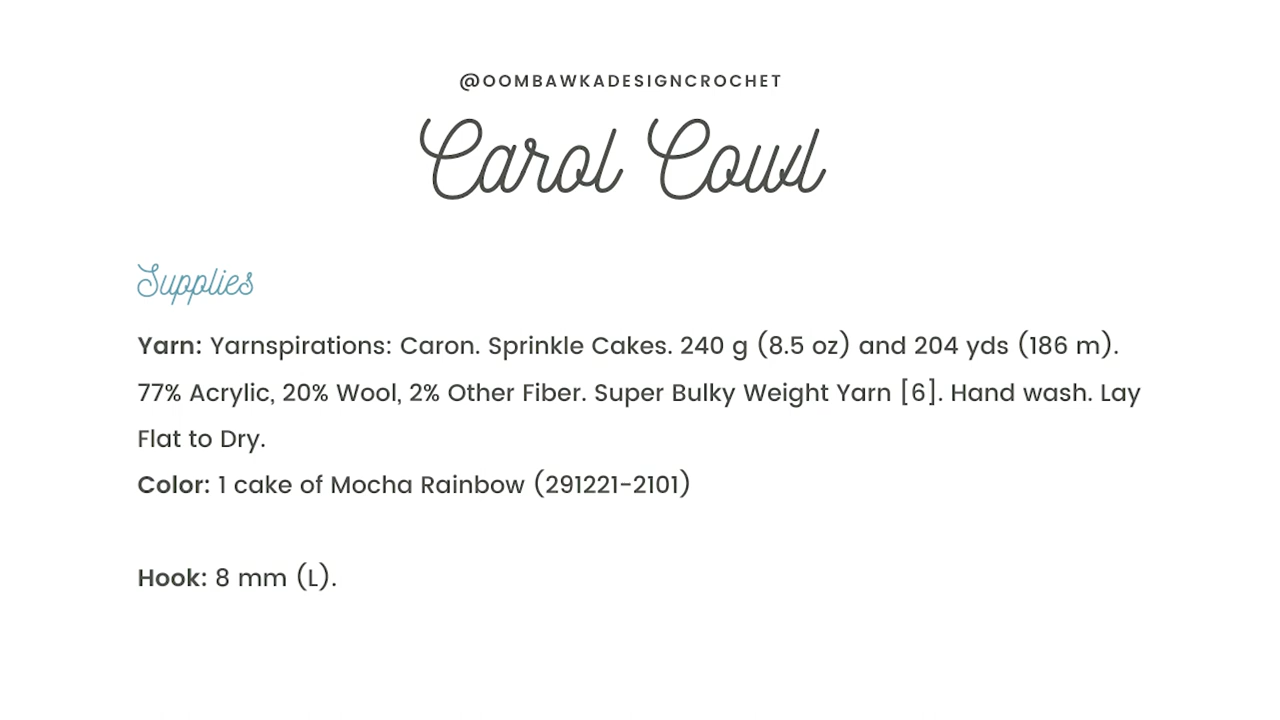 @OOMBAWKADESIGNCROCHET
Carol Cowl
Supplies
Yarn: Yarnspirations: Caron. Sprinkle Cakes. 240 g (8.5 oz) and 204 yds (186 m).
77% Acrylic, 20% Wool, 2% Other Fiber. Super Bulky Weight Yarn [6]. Hand wash. Lay
Flat to Dry.
Color: 1 cake of Mocha Rainbow (291221-2101)
Hook: 8 mm (L).